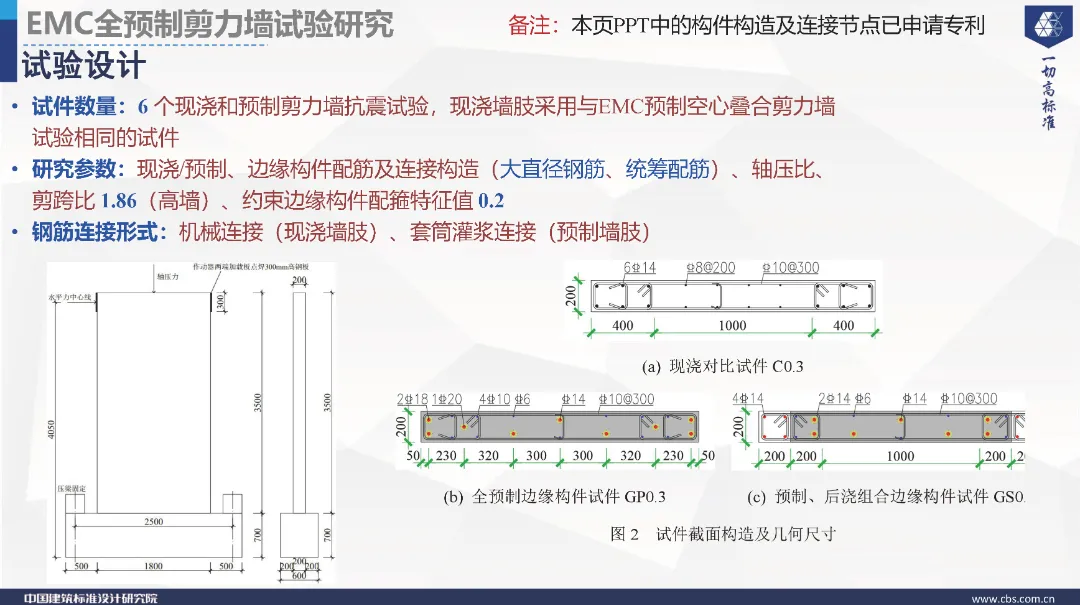 EMC全预制剪力墙试验研究
备注：本页PPT中的构件构造及连接节点已申请专利
一切高标准
试验设计
• 试件数量：6 个现浇和预制剪力墙抗震试验，现浇墙肢采用与EMC预制空心叠合剪力墙
试验相同的试件
• 研究参数：现浇/预制、边缘构件配筋及连接构造（大直径钢筋、统筹配筋）、轴压比、
剪跨比 1.86（高墙）、约束边缘构件配箍特征值 0.2
• 钢筋连接形式：机械连接（现浇墙肢）、套筒灌浆连接（预制墙肢）
轴压力
作动器两端加载板点焊300mm高钢板
水平力中心线
200
300
4050
3500
3500
压梁固定
2500
700
700
500 1800 500
200 200 200
600
6⌀14 ⌀8@200 ⌀10@300
200
400 1000 400
(a) 现浇对比试件 C0.3
2⌀18 1⌀20 4⌀10 ⌀6 ⌀14 ⌀10@300
200
50 230 320 300 300 320 230 50
(b) 全预制边缘构件试件 GP0.3
4⌀14 2⌀14 ⌀6 ⌀14 ⌀10@300
200
200 200 1000 200
(c) 预制、后浇组合边缘构件试件 GS0.
图 2 试件截面构造及几何尺寸
中国建筑标准设计研究院
www.cbs.com.cn